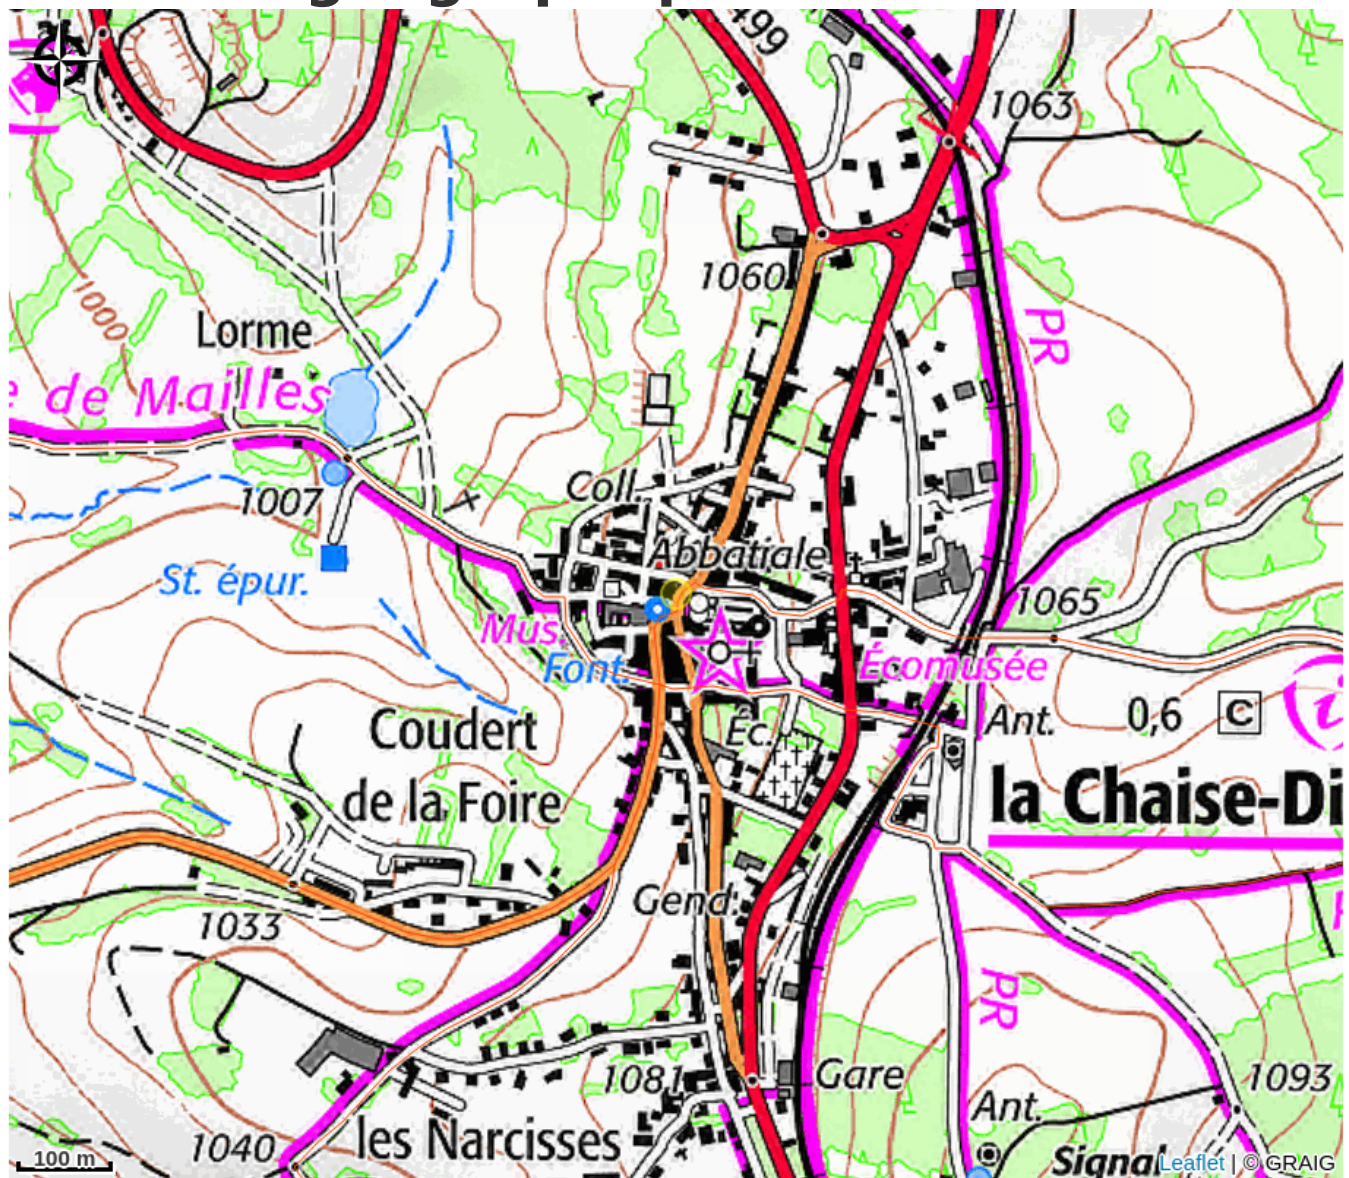 499
1063
1060
PR
1000
Lorme
e de Mailles
Coll.
1007
Abbatiale
St. épur.
1065
Mus.
Font.
Écomusée
Éc.
Ant.
0,6 C
i
Coudert
de la Foire
la Chaise-Di
Gend.
1033
PR
1081
Gare
1093
Ant.
1040
les Narcisses
Signal
100 m
Leaflet | © GRAIG